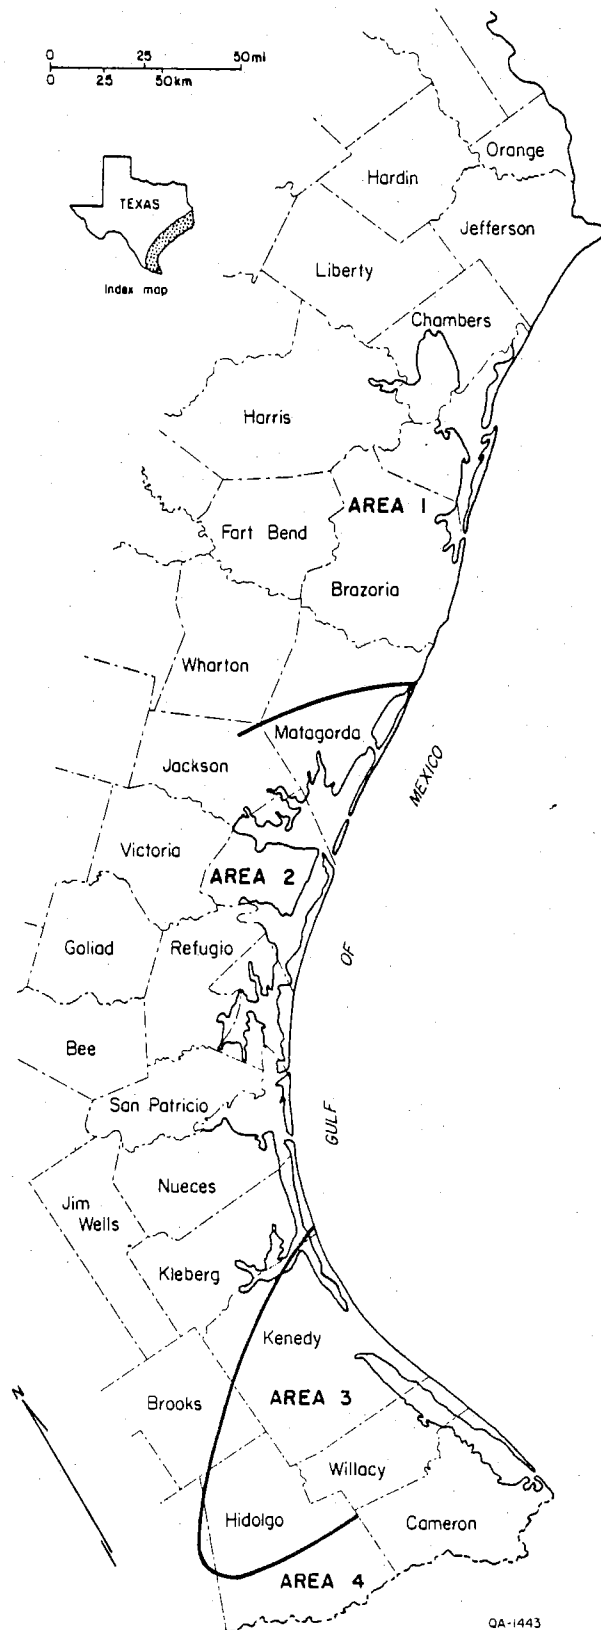 0 25 50mi
0 25 50km
TEXAS
Index map
Orange
Hardin
Jefferson
Liberty
Chambers
Harris
AREA 1
Fart Bend
Brazoria
Wharton
Matagorda
Jackson
MEXICO
Victoria
AREA 2
Goliad
Refugio
OF
Bee
San Patricio
GULF
Nueces
Jim
Wells
Kleberg
Kenedy
N
Brooks
AREA 3
Willacy
Hidolgo
Cameron
AREA 4
QA-1443